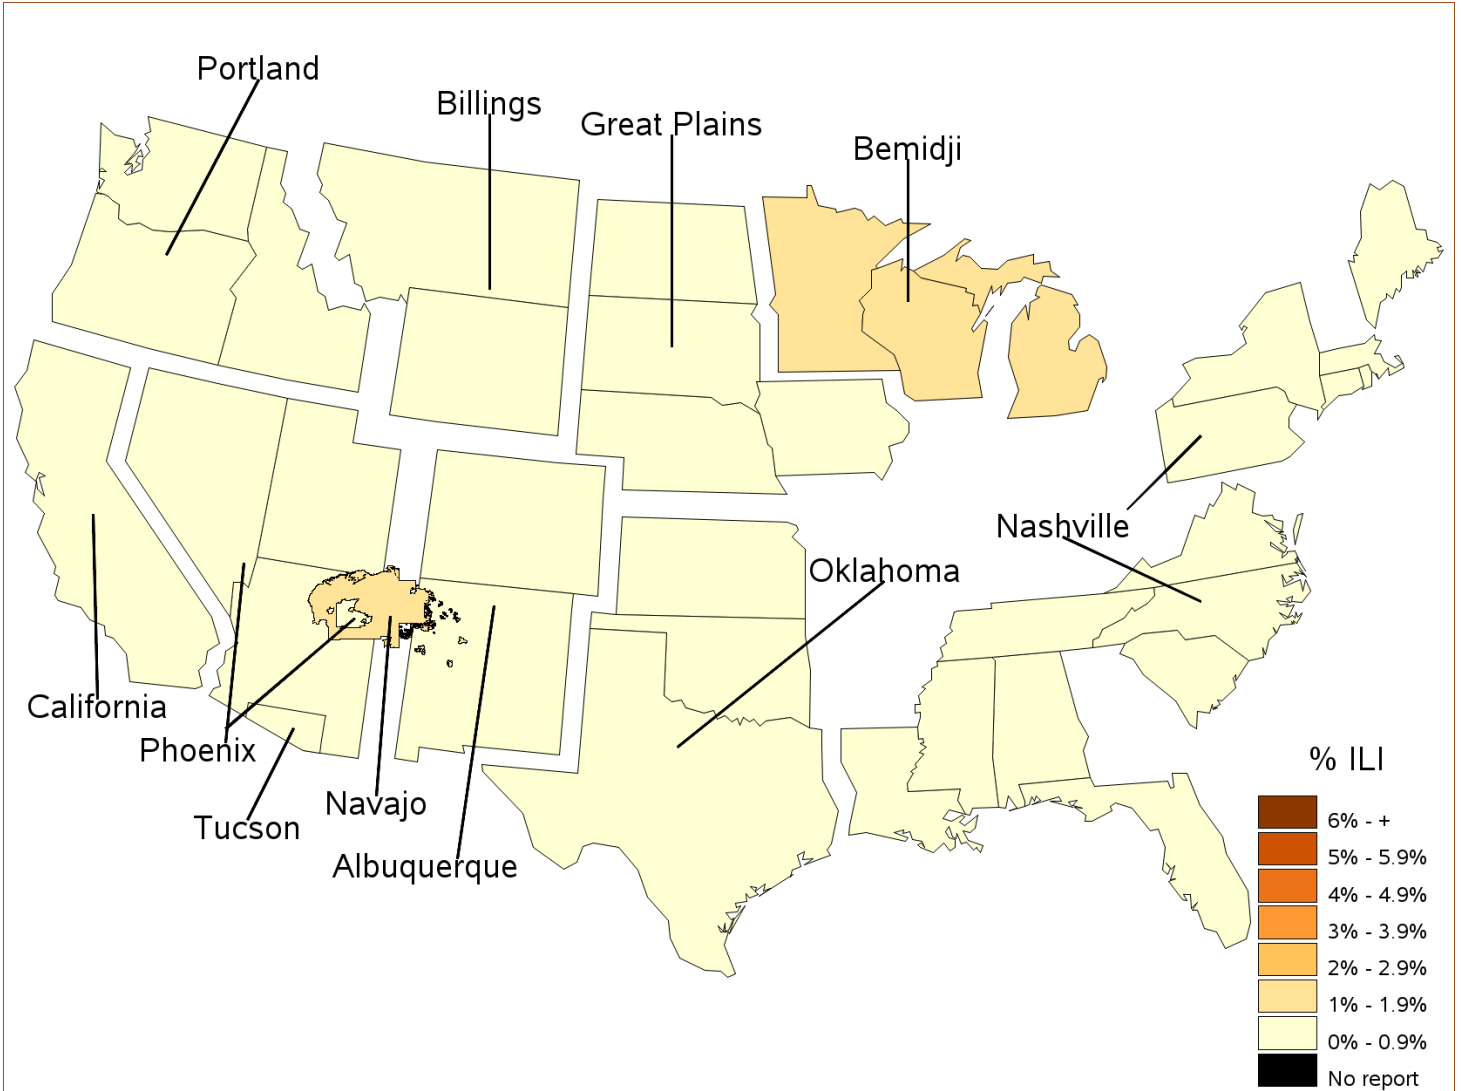 Portland
Billings
Great Plains
Bemidji
Nashville
Oklahoma
California
Phoenix
Navajo
Tucson
Albuquerque
% ILI
6% - +
5% - 5.9%
4% - 4.9%
3% - 3.9%
2% - 2.9%
1% - 1.9%
0% - 0.9%
No report